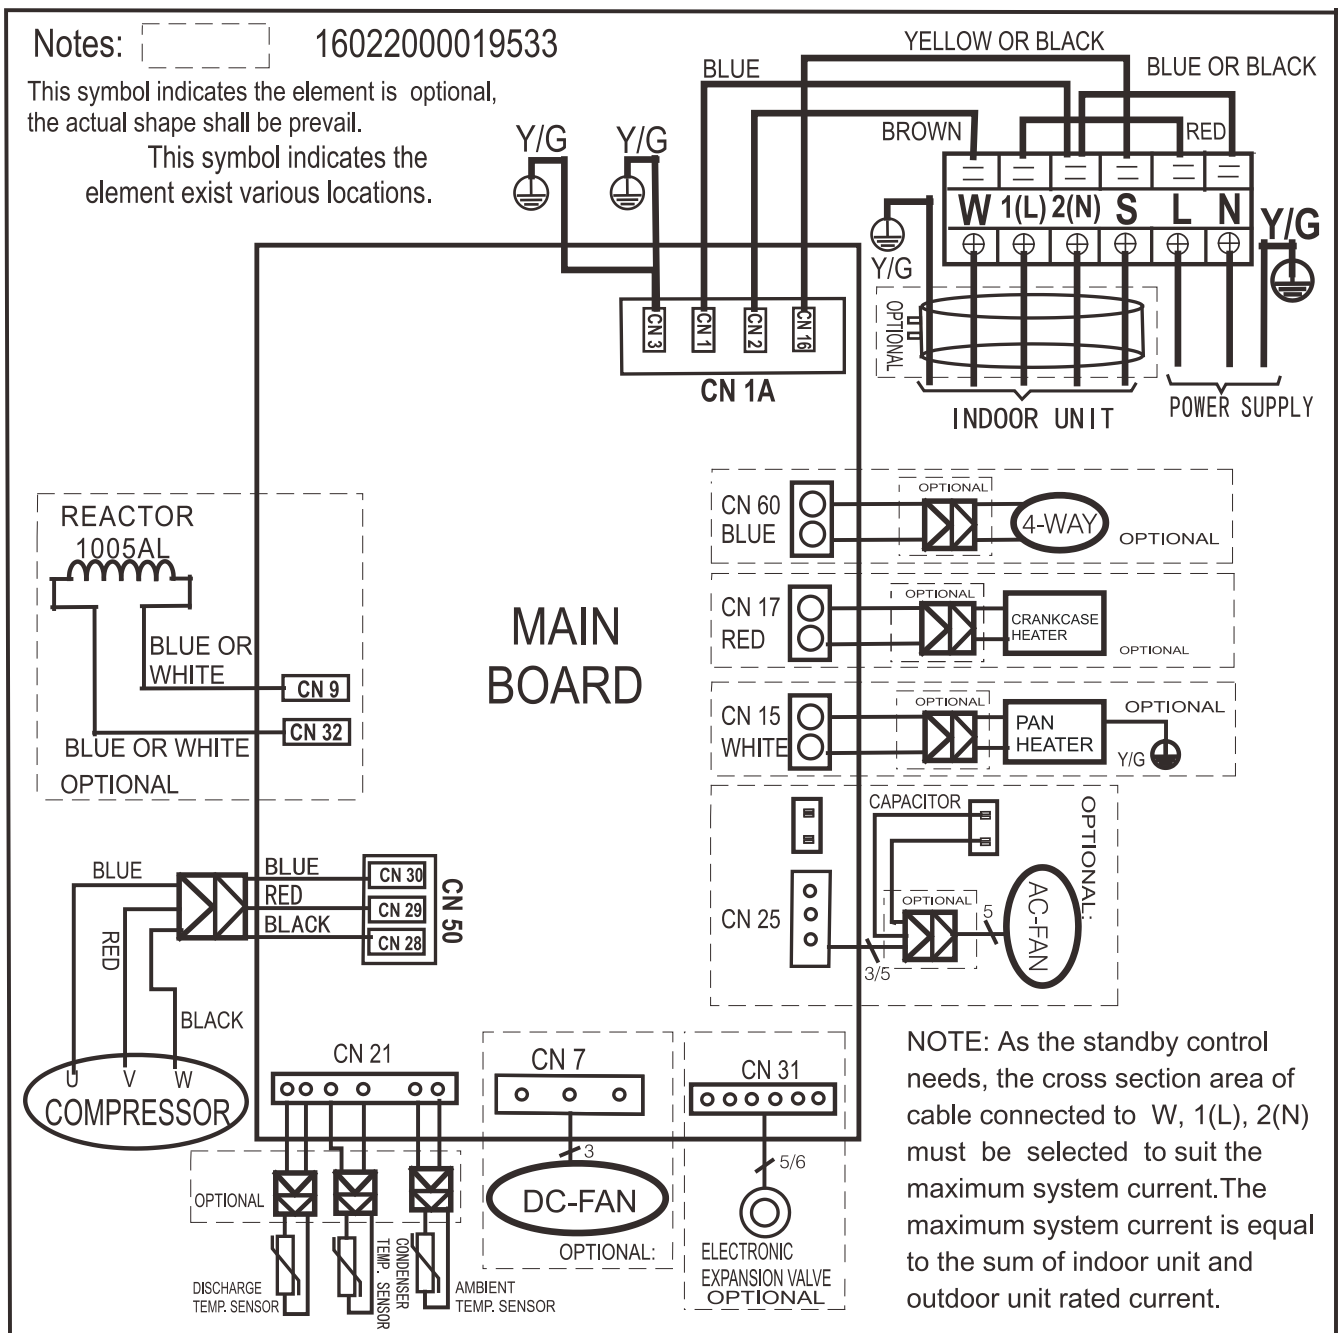 Notes:
16022000019533
This symbol indicates the element is optional,
the actual shape shall be prevail.
This symbol indicates the
element exist various locations.
YELLOW OR BLACK
BLUE
BLUE OR BLACK
BROWN
RED
Y/G
Y/G
W 1(L) 2(N) S L N
Y/G
Y/G
OPTIONAL
INDOOR UNIT
POWER SUPPLY
CN 3
CN 1
CN 2
CN 16
CN 1A
REACTOR
1005AL
BLUE OR
WHITE
CN 9
CN 32
BLUE OR WHITE
OPTIONAL
MAIN
BOARD
CN 60
BLUE
OPTIONAL
4-WAY
OPTIONAL
CN 17
RED
OPTIONAL
CRANKCASE
HEATER
OPTIONAL
CN 15
WHITE
OPTIONAL
PAN
HEATER
OPTIONAL
Y/G
CAPACITOR
OPTIONAL:
CN 25
OPTIONAL
3/5
5
AC-FAN
BLUE
RED
BLACK
BLUE
RED
BLACK
CN 30
CN 29
CN 28
CN 50
U V W
COMPRESSOR
CN 21
OPTIONAL
DISCHARGE
TEMP. SENSOR
CONDENSER
TEMP. SENSOR
AMBIENT
TEMP. SENSOR
CN 7
3
DC-FAN
OPTIONAL:
CN 31
5/6
ELECTRONIC
EXPANSION VALVE
OPTIONAL
NOTE: As the standby control
needs, the cross section area of
cable connected to W, 1(L), 2(N)
must be selected to suit the
maximum system current.The
maximum system current is equal
to the sum of indoor unit and
outdoor unit rated current.